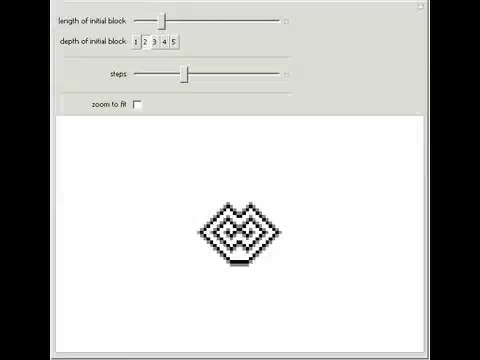 length of initial block
depth of initial block 1 2 3 4 5
steps
zoom to fit